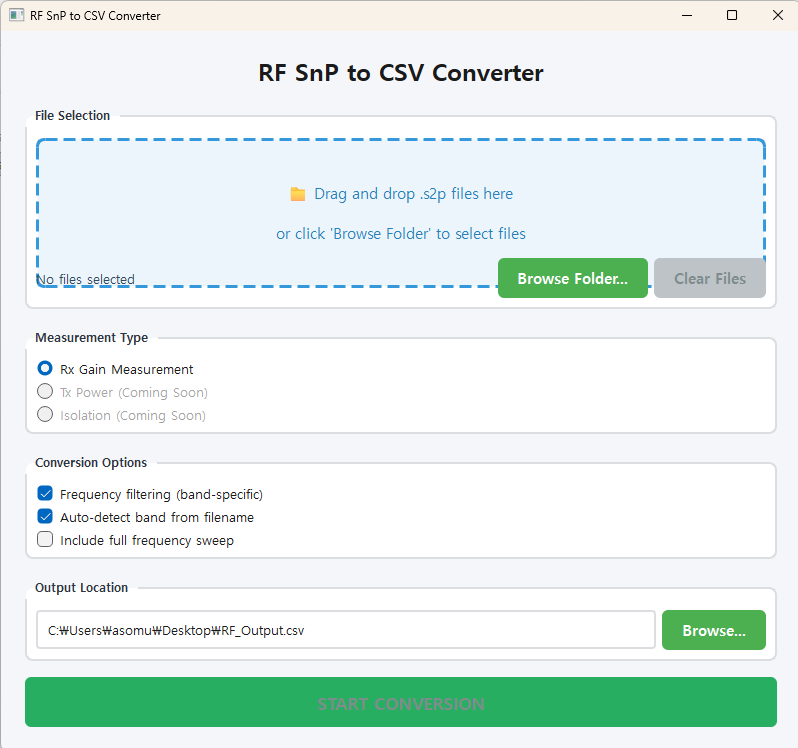 RF SnP to CSV Converter
RF SnP to CSV Converter
File Selection
Drag and drop .s2p files here
or click 'Browse Folder' to select files
No files selected
Browse Folder...
Clear Files
Measurement Type
Rx Gain Measurement
Tx Power (Coming Soon)
Isolation (Coming Soon)
Conversion Options
Frequency filtering (band-specific)
Auto-detect band from filename
Include full frequency sweep
Output Location
C:₩Users₩asomu₩Desktop₩RF_Output.csv
Browse...
START CONVERSION